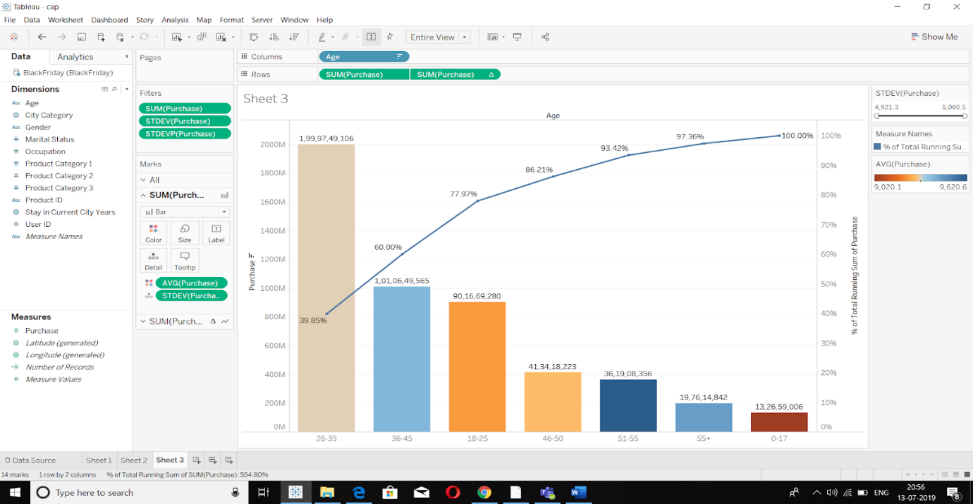 Tableau - cap
File Data Worksheet Dashboard Story Analysis Map Format Server Window Help
Entire View
Show Me
Data Analytics
BlackFriday (BlackFriday)
Dimensions
Abc Age
City Category
Abc Gender
Marital Status
Occupation
Product Category 1
Product Category 2
Product Category 3
Abc Product ID
Stay In Current City Years
User ID
Abc Measure Names
Measures
Purchase
Latitude (generated)
Longitude (generated)
Number of Records
Measure Values
Pages
Filters
SUM(Purchase)
STDEV(Purchase)
STDEVP(Purchase)
Marks
All
SUM(Purch...
Bar
Color Size Label
Detail Tooltip
AVG(Purchase)
STDEV(Purcha..
SUM(Purch...
Columns Age
Rows SUM(Purchase) SUM(Purchase)
Sheet 3
Age
Purchase
2000M
1800M
1600M
1400M
1200M
1000M
800M
600M
400M
200M
0M
1,99,97,49,106
1,01,06,49,565
90,16,69,280
41,34,18,223
36,19,08,356
19,76,14,842
13,26,59,006
39.85%
60.00%
77.97%
86.21%
93.42%
97.36%
100.00%
26-35 36-45 18-25 46-50 51-55 55+ 0-17
100%
90%
80%
70%
60%
50%
40%
30%
20%
10%
0%
% of Total Running Sum of Purchase
STDEV(Purchase)
4,921.3 5,060.5
Measure Names
% of Total Running Su..
AVG(Purchase)
9,020.1 9,620.6
Data Source Sheet 1 Sheet 2 Sheet 3
14 marks 1 row by 7 columns % of Total Running Sum of SUM(Purchase): 554.80%
Type here to search
ENG
20:56
13-07-2019
8